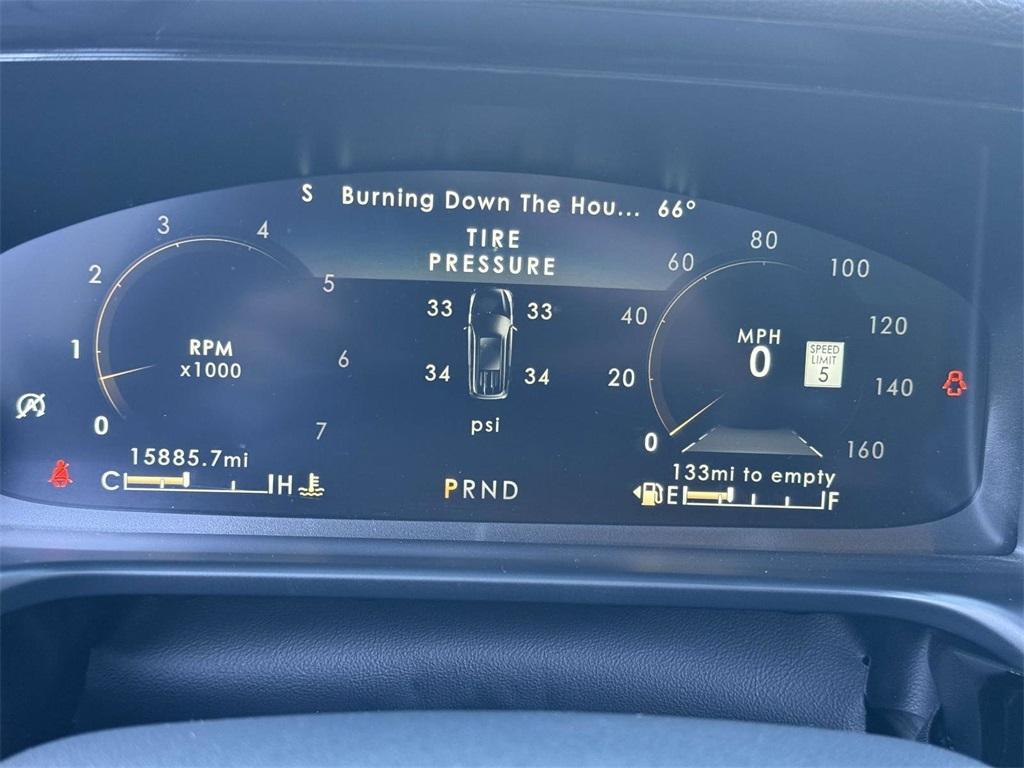 S Burning Down The Hou... 66°
TIRE
PRESSURE
33 33
34 34
psi
0 1 2 3 4 5 6 7
RPM
x1000
0 20 40 60 80 100 120 140 160
MPH
0
SPEED
LIMIT
5
A
15885.7mi
C H
PRND
133mi to empty
E F